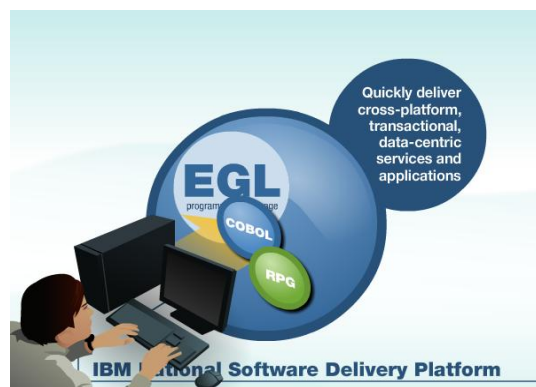 Quickly deliver
cross-platform,
transactional,
data-centric
services and
applications
EGL
COBOL
RPG
IBM Software Delivery Platform